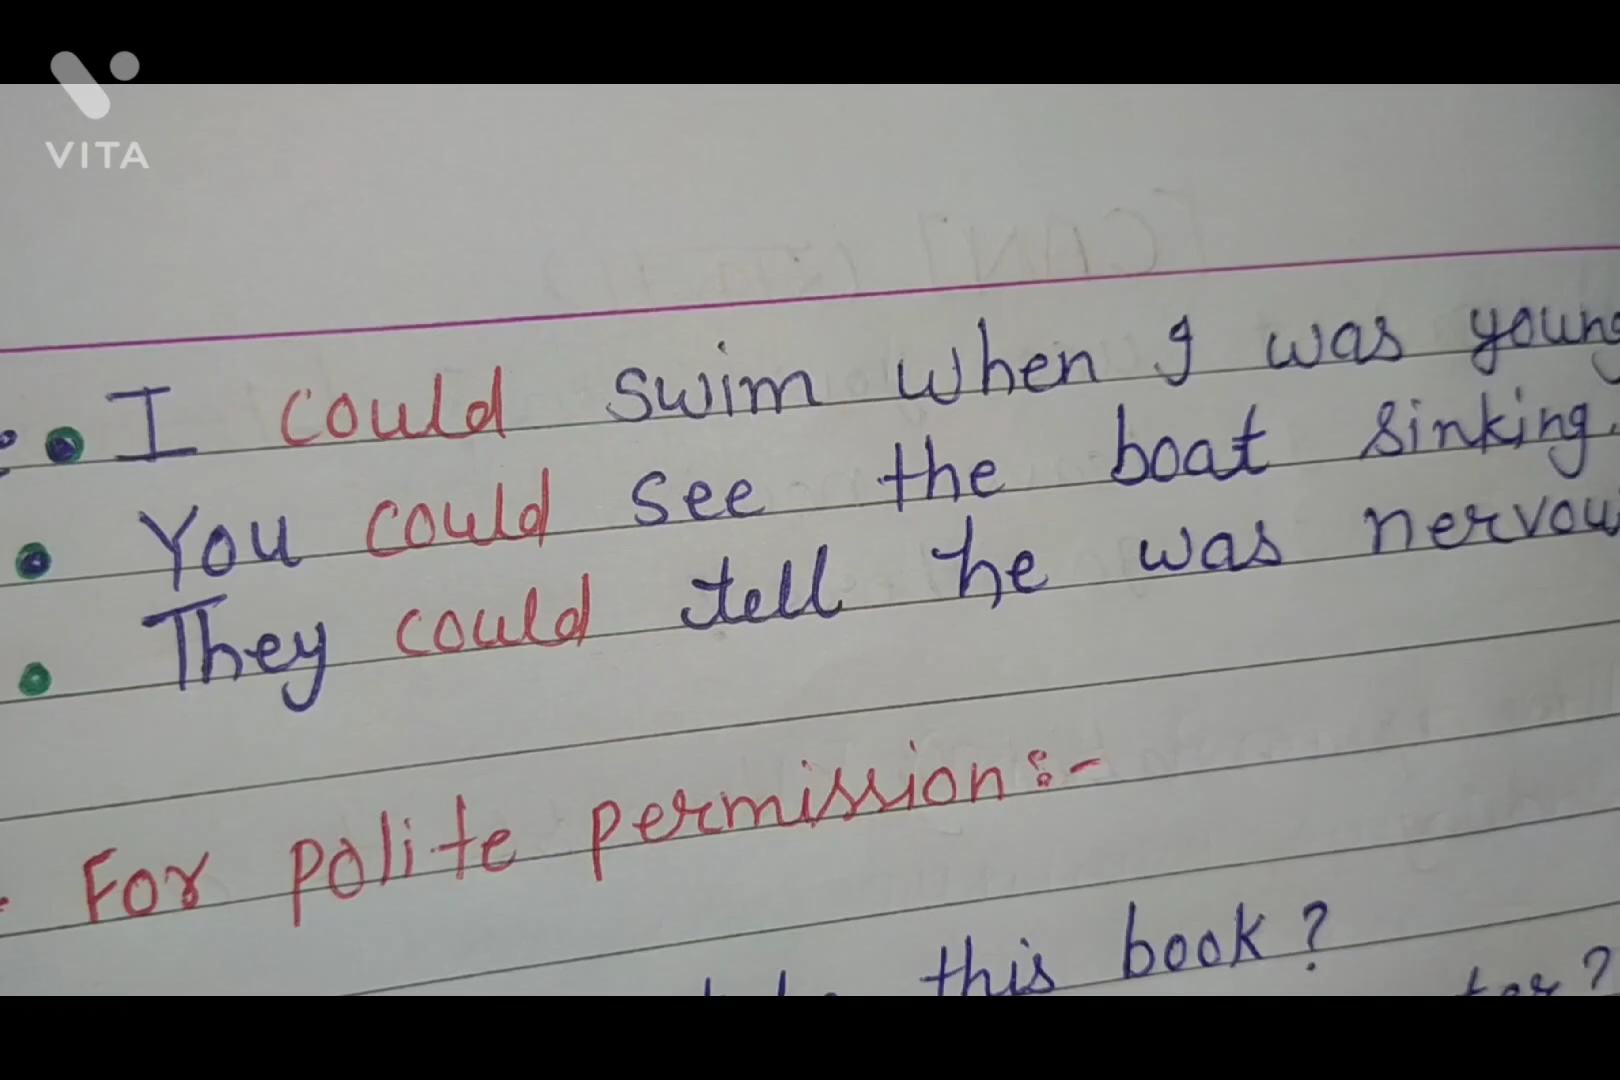 VITA
• I could swim when I was young
• You could see the boat sinking.
• They could tell he was nervou
For polite permission:-
this book?
?